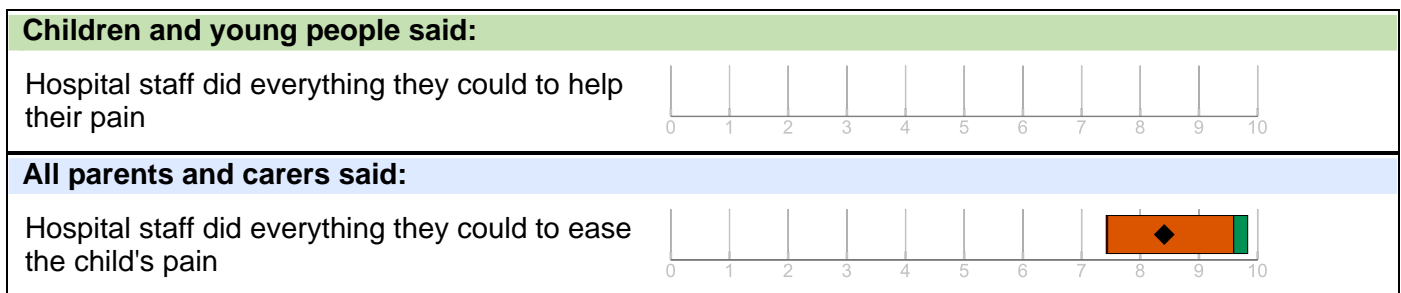 Children and young people said:
Hospital staff did everything they could to help
their pain
0 1 2 3 4 5 6 7 8 9 10
All parents and carers said:
Hospital staff did everything they could to ease
the child's pain
0 1 2 3 4 5 6 7 8 9 10